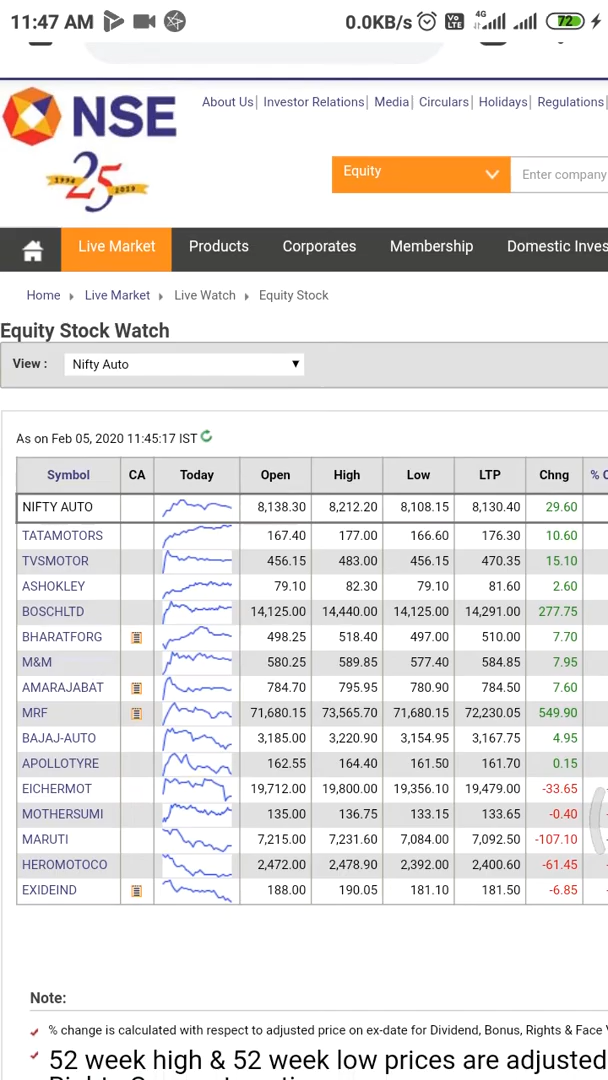 11:47 AM 0.0KB/s Vo LTE 4G 72
NSE
1994 25 2019
About Us| Investor Relations| Media| Circulars| Holidays| Regulations|
Equity Enter company
Live Market Products Corporates Membership Domestic Inves
Home Live Market Live Watch Equity Stock
Equity Stock Watch
View : Nifty Auto
As on Feb 05, 2020 11:45:17 IST
Symbol CA Today Open High Low LTP Chng %
NIFTY AUTO 8,138.30 8,212.20 8,108.15 8,130.40 29.60
TATAMOTORS 167.40 177.00 166.60 176.30 10.60
TVSMOTOR 456.15 483.00 456.15 470.35 15.10
ASHOKLEY 79.10 82.30 79.10 81.60 2.60
BOSCHLTD 14,125.00 14,440.00 14,125.00 14,291.00 277.75
BHARATFORG 498.25 518.40 497.00 510.00 7.70
M&M 580.25 589.85 577.40 584.85 7.95
AMARAJABAT 784.70 795.95 780.90 784.50 7.60
MRF 71,680.15 73,565.70 71,680.15 72,230.05 549.90
BAJAJ-AUTO 3,185.00 3,220.90 3,154.95 3,167.75 4.95
APOLLOTYRE 162.55 164.40 161.50 161.70 0.15
EICHERMOT 19,712.00 19,800.00 19,356.10 19,479.00 -33.65
MOTHERSUMI 135.00 136.75 133.15 133.65 -0.40
MARUTI 7,215.00 7,231.60 7,084.00 7,092.50 -107.10
HEROMOTOCO 2,472.00 2,478.90 2,392.00 2,400.60 -61.45
EXIDEIND 188.00 190.05 181.10 181.50 -6.85
Note:
% change is calculated with respect to adjusted price on ex-date for Dividend, Bonus, Rights & Face
52 week high & 52 week low prices are adjusted